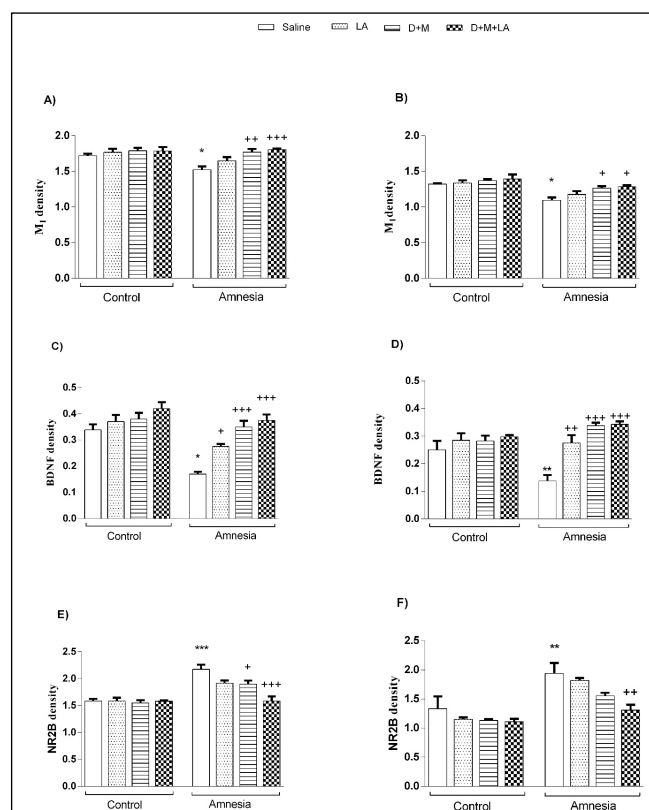 Saline LA D+M D+M+LA
A)
M1 density
2.0
1.5
1.0
0.5
0.0
* ++ +++
Control Amnesia
B)
M1 density
2.0
1.5
1.0
0.5
0.0
* + +
Control Amnesia
C)
BDNF density
0.5
0.4
0.3
0.2
0.1
0.0
* + +++ +++
Control Amnesia
D)
BDNF density
0.5
0.4
0.3
0.2
0.1
0.0
** ++ +++ +++
Control Amnesia
E)
NR2B density
2.5
2.0
1.5
1.0
0.5
0.0
*** + +++
Control Amnesia
F)
NR2B density
2.5
2.0
1.5
1.0
0.5
0.0
** ++
Control Amnesia